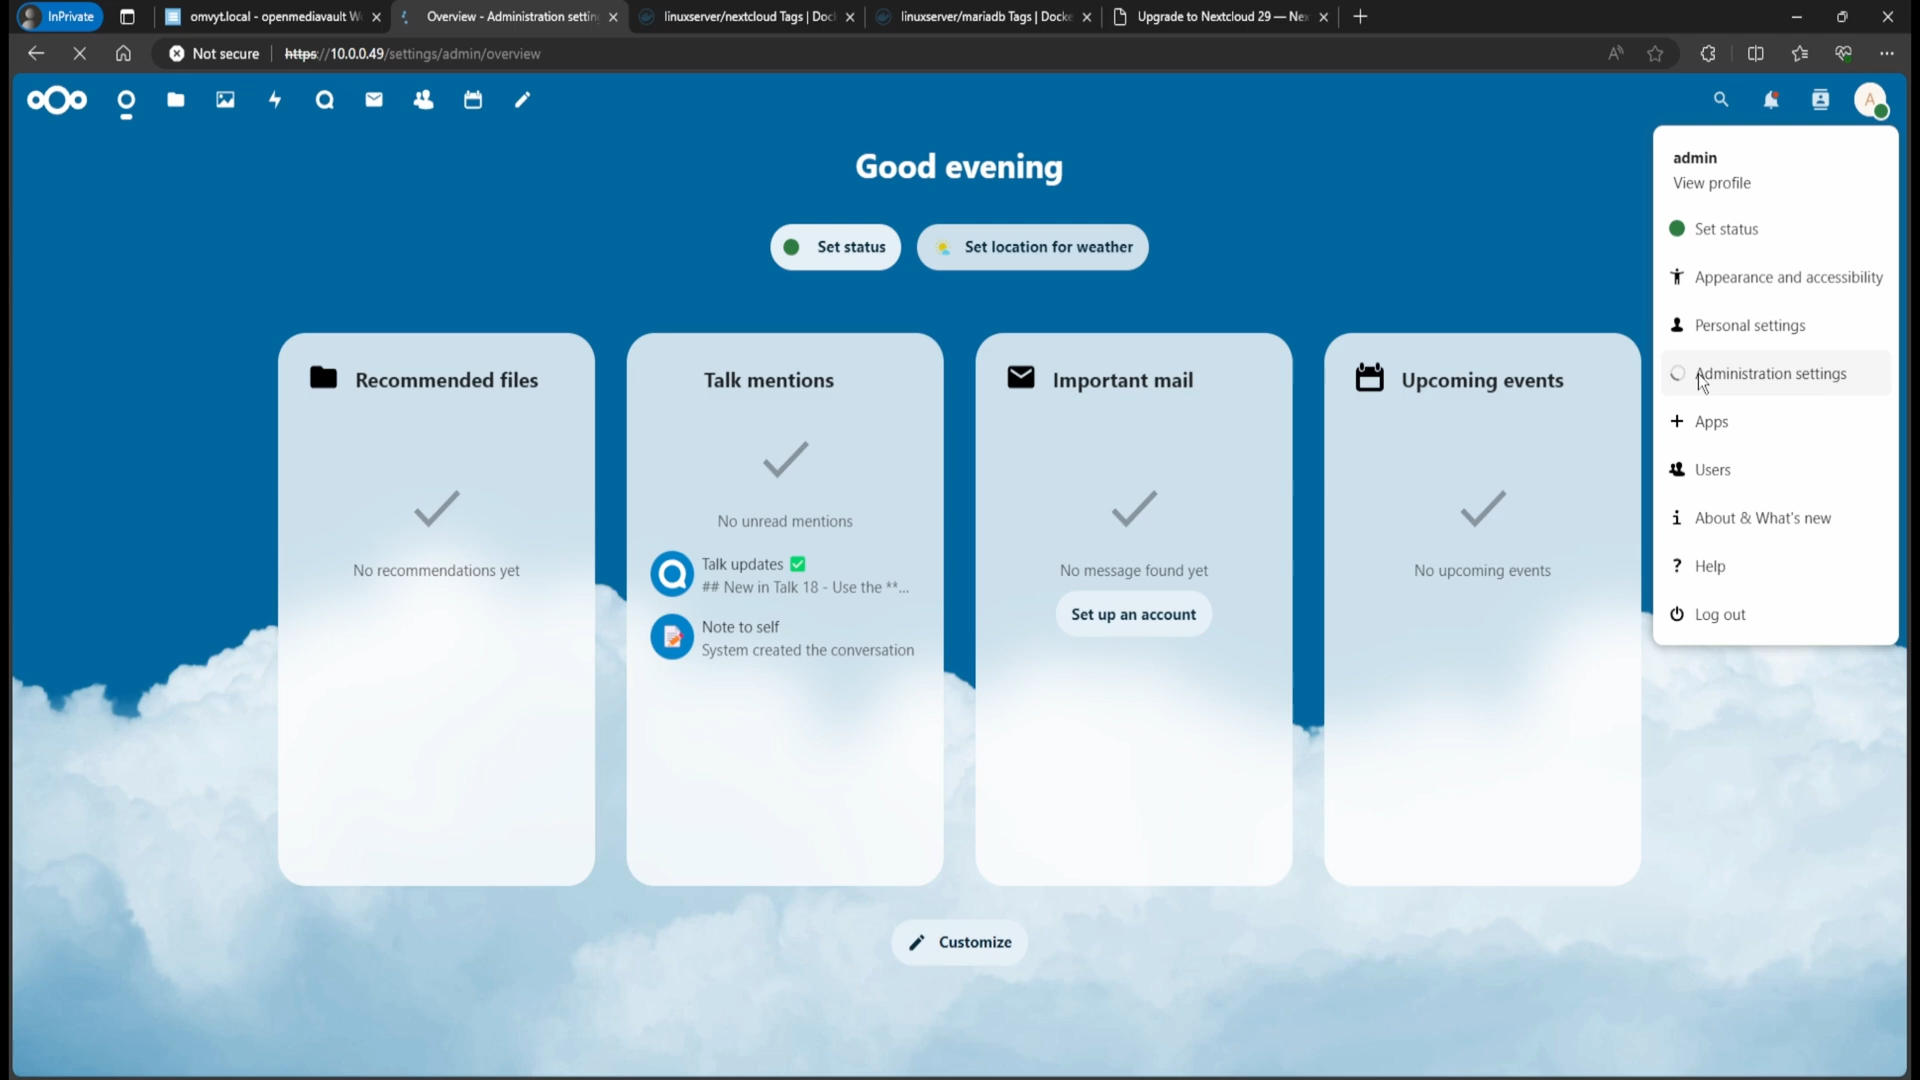 InPrivate
omvyt.local - openmediavault W
Overview - Administration settin
linuxserver/nextcloud Tags | Doc
linuxserver/mariadb Tags | Docke
Upgrade to Nextcloud 29 — Nex
Not secure
https://10.0.0.49/settings/admin/overview
A
Good evening
Set status
Set location for weather
admin
View profile
Set status
Appearance and accessibility
Personal settings
Administration settings
Apps
Users
About & What's new
Help
Log out
Recommended files
No recommendations yet
Talk mentions
No unread mentions
Talk updates ✅
## New in Talk 18 - Use the **...
Note to self
System created the conversation
Important mail
No message found yet
Set up an account
Upcoming events
No upcoming events
Customize